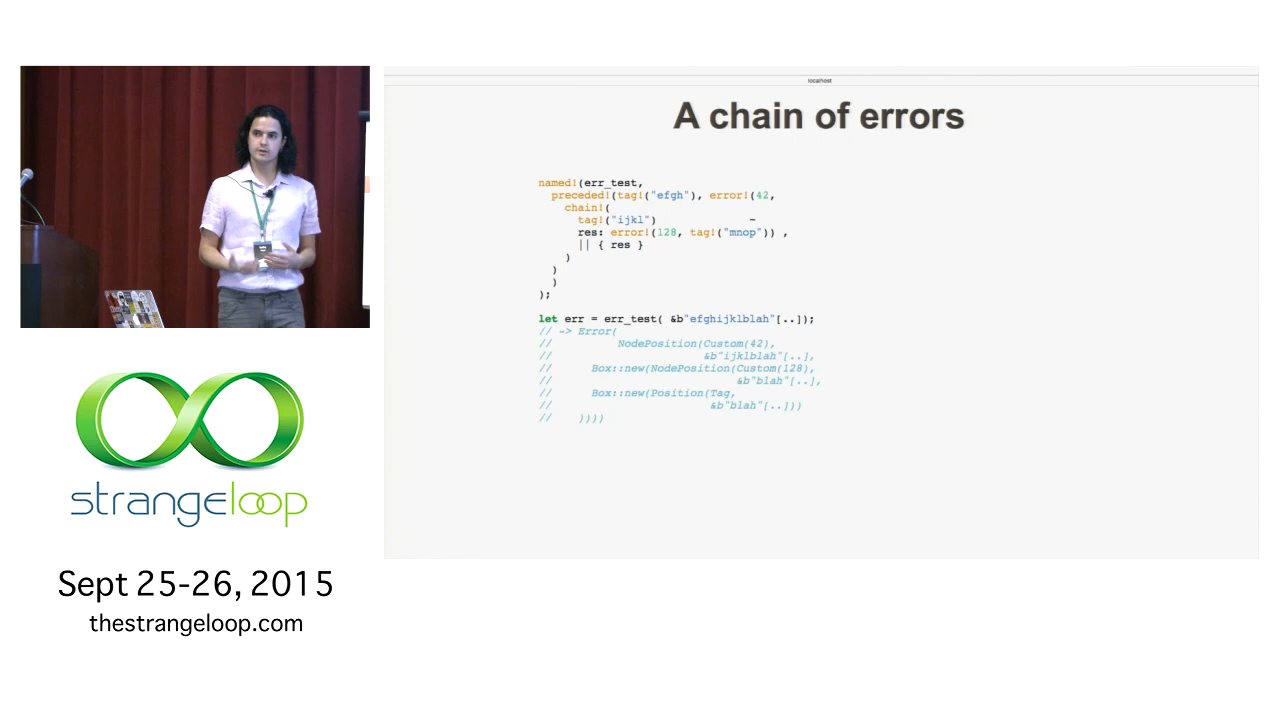 localhost
A chain of errors
named!(err_test,
preceded!(tag!("efgh"), error!(42,
chain!(
tag!("ijkl") ~
res: error!(128, tag!("mnop")) ,
|| { res }
)
)
)
);
let err = err_test( &b"efghijklblah"[..]);
// -> Error(
// NodePosition(Custom(42),
// &b"ijklblah"[..],
// Box::new(NodePosition(Custom(128),
// &b"blah"[..],
// Box::new(Position(Tag,
// &b"blah"[..]))
// ))))
strangeloop
Sept 25-26, 2015
thestrangeloop.com